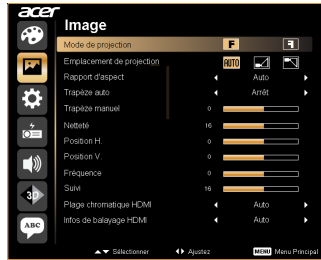 acer
Image
Mode de projection F F
Emplacement de projection AUTO
Rapport d'aspect Auto
Trapèze auto Arrêt
Trapèze manuel 0
Netteté 16
Position H. 0
Position V. 0
Fréquence 0
Suivi 16
Plage chromatique HDMI Auto
Infos de balayage HDMI Auto
3D
ABC
Sélectionner Ajustez MENU Menu Principal